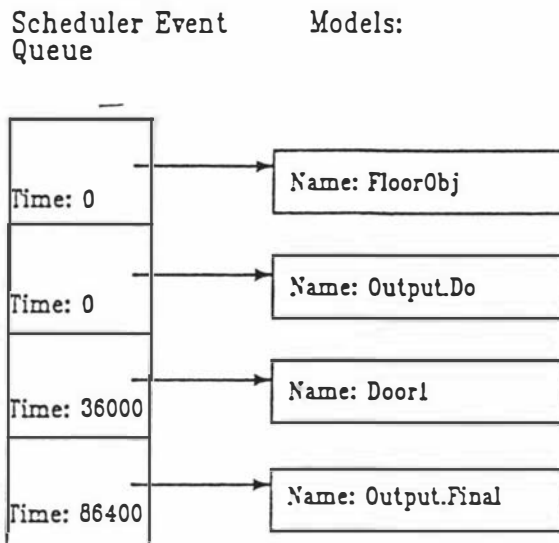 Scheduler Event Queue
Models:
Time: 0
Name: FloorObj
Time: 0
Name: Output.Do
Time: 36000
Name: Door1
Time: 86400
Name: Output.Final